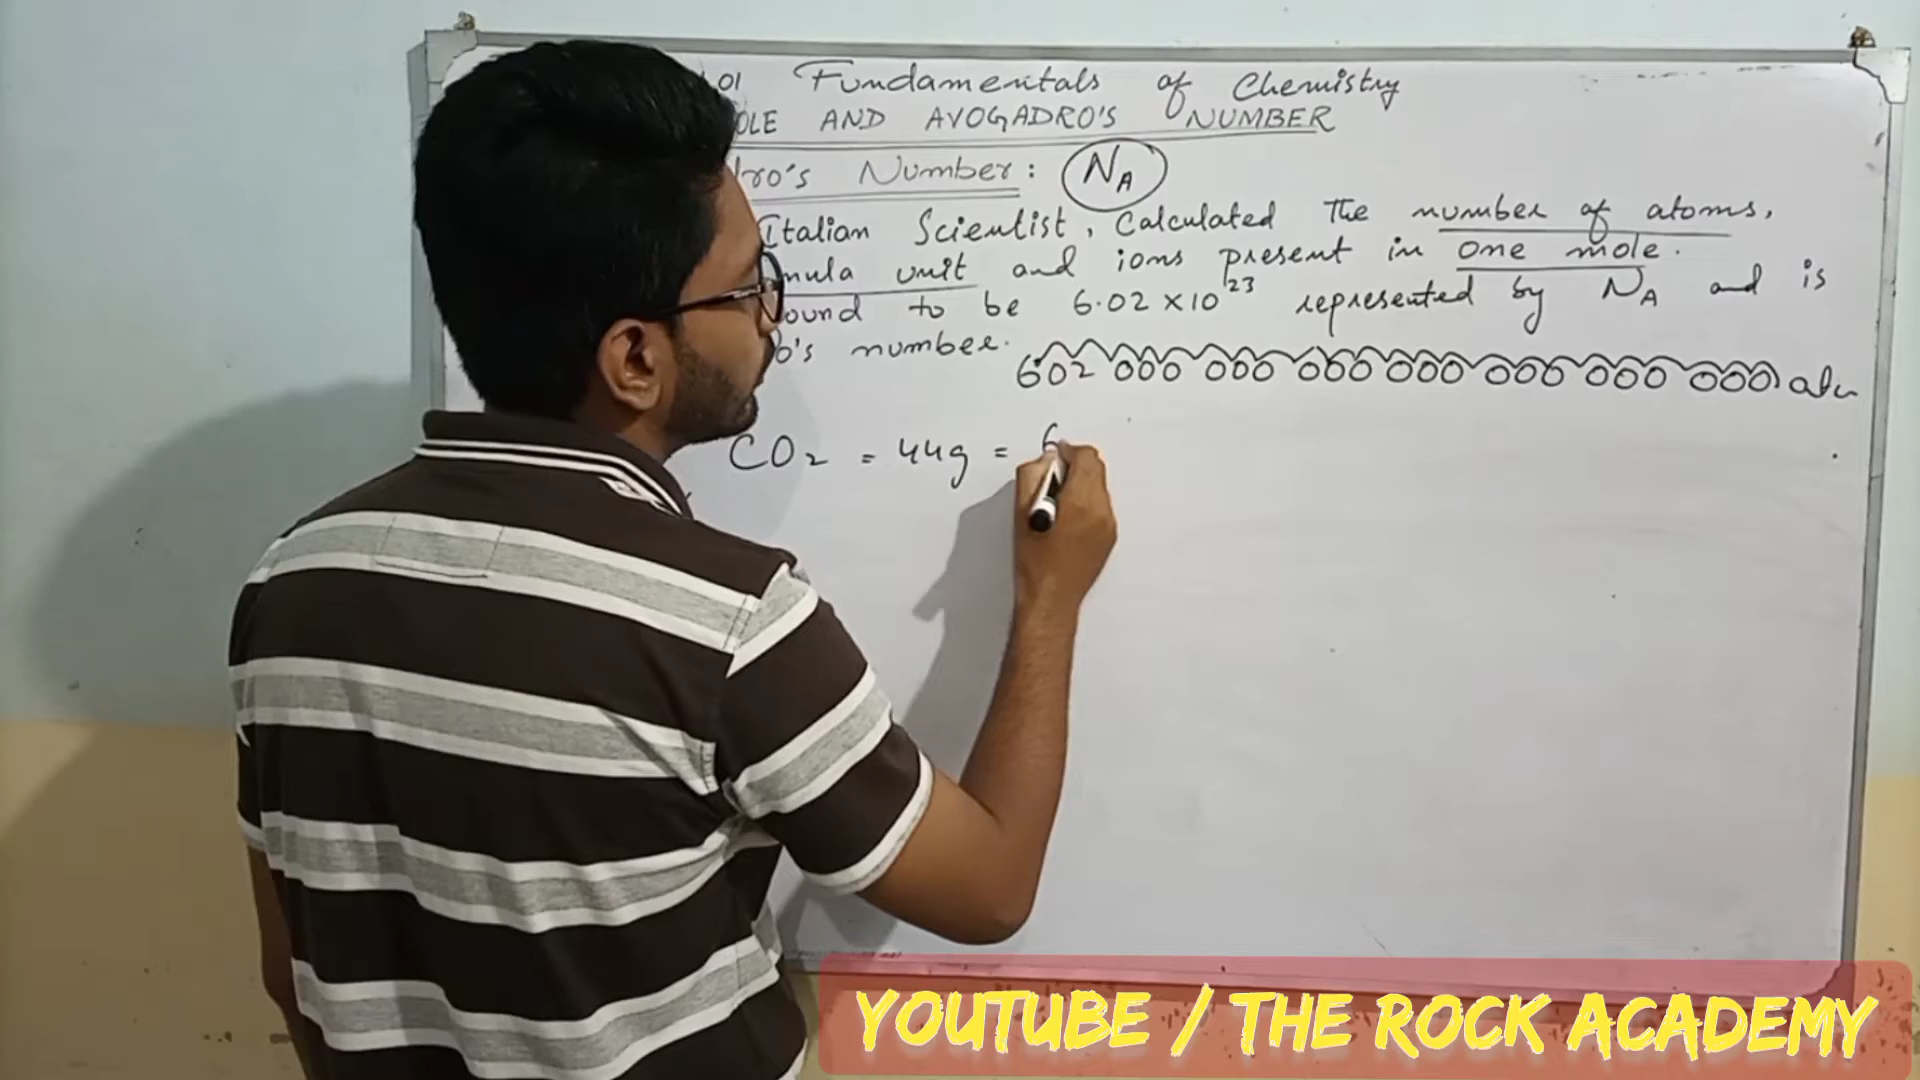 01 Fundamentals of Chemistry
OLE AND AVOGADRO'S NUMBER
dro's Number: NA
Italian Scientist, Calculated The number of atoms,
mula unit and ions present in one mole.
ound to be 6.02 ×10²³ represented by NA and is
o's number.
602 000 000 000 000 000 000 000 ato
CO₂ = 44g = 6
YOUTUBE / THE ROCK ACADEMY